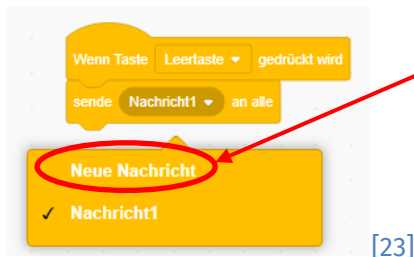 Wenn Taste Leertaste gedrückt wird
sende Nachricht1 an alle
Neue Nachricht
✓ Nachricht1
[23]